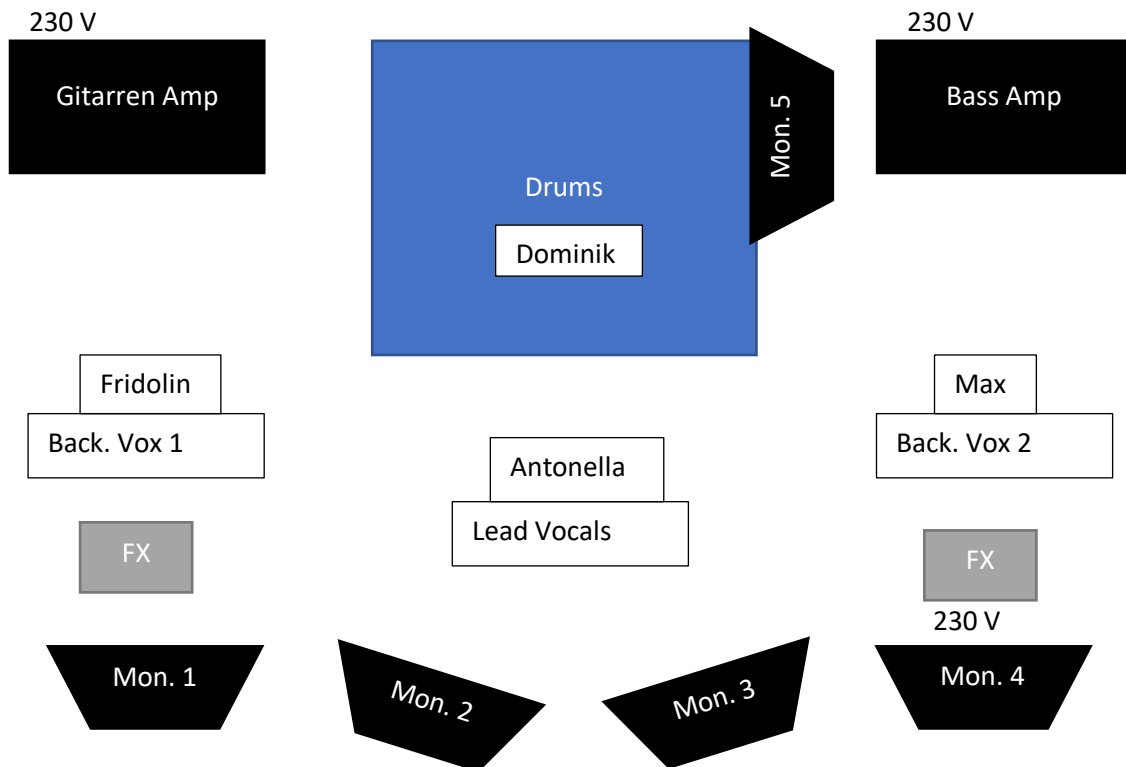 230 V
230 V
Gitarren Amp
Mon. 5
Bass Amp
Drums
Dominik
Fridolin
Max
Back. Vox 1
Back. Vox 2
Antonella
Lead Vocals
FX
FX
230 V
Mon. 1
Mon. 2
Mon. 3
Mon. 4